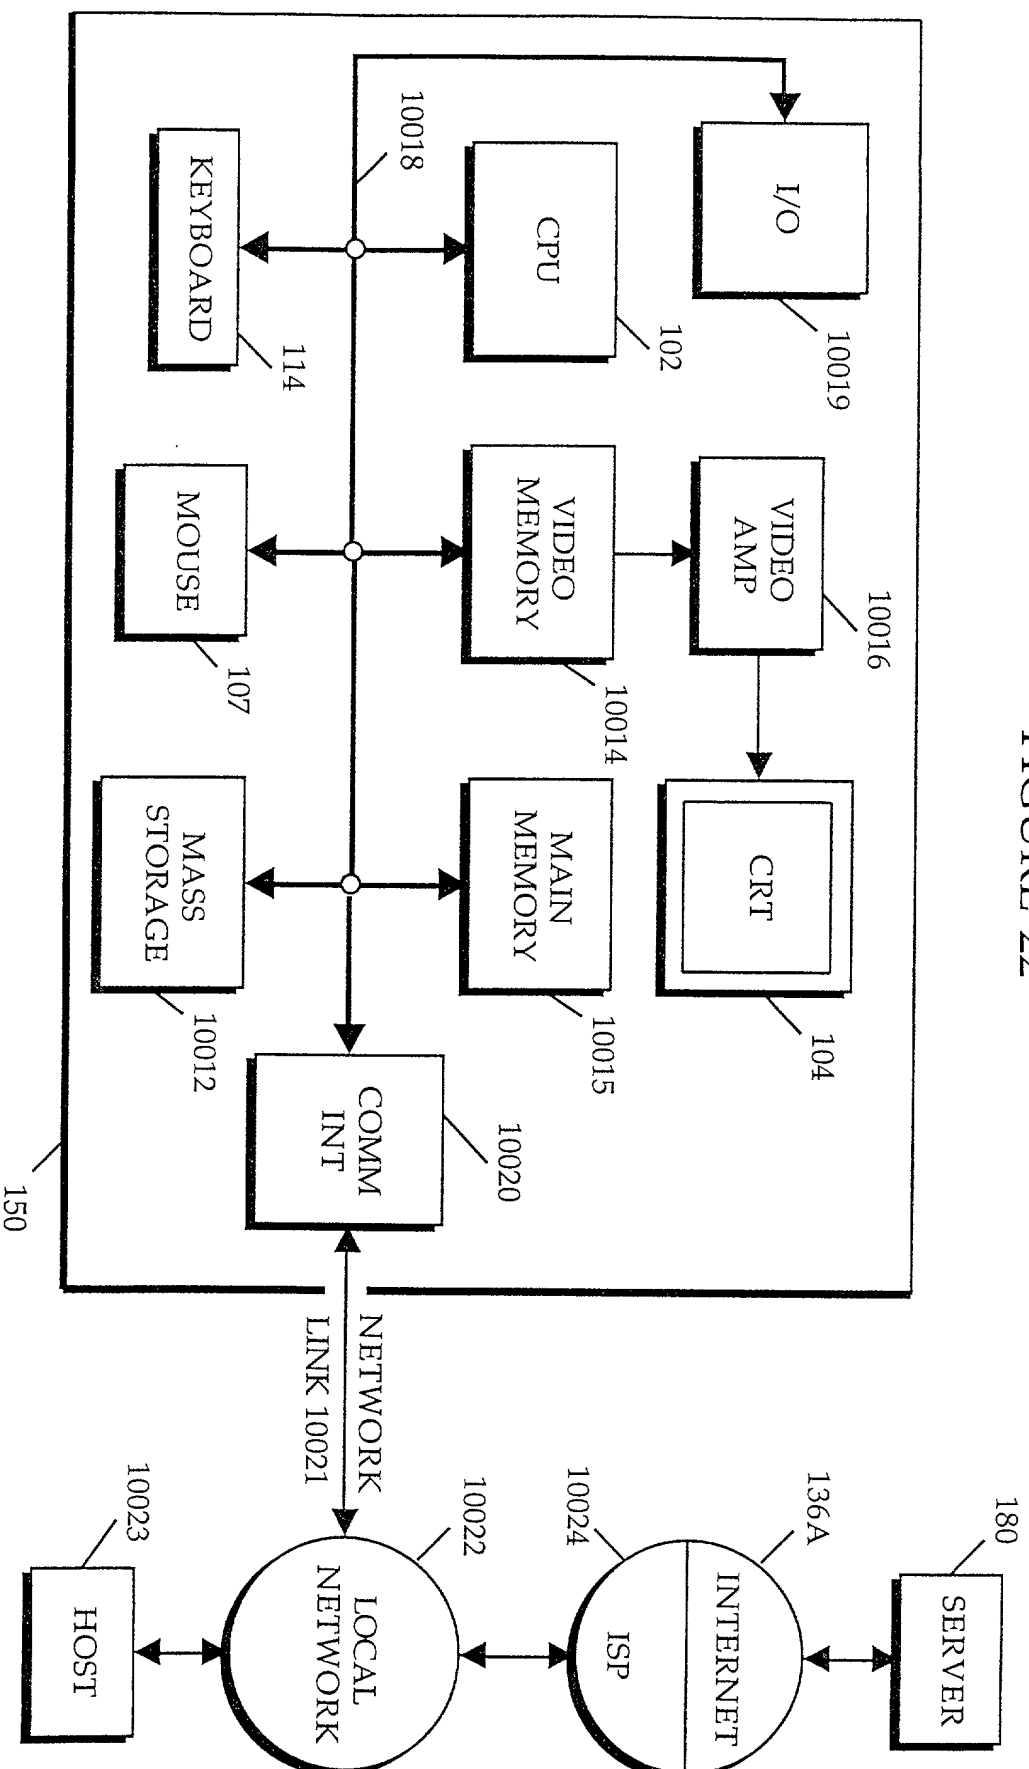 FIGURE 22
I/O
10019
VIDEO
AMP
10016
CRT
104
CPU
102
VIDEO
MEMORY
10014
MAIN
MEMORY
10015
10018
KEYBOARD
114
MOUSE
107
MASS
STORAGE
10012
COMM
INT
10020
150
NETWORK
LINK 10021
SERVER
180
INTERNET
136A
ISP
10024
LOCAL
NETWORK
10022
HOST
10023